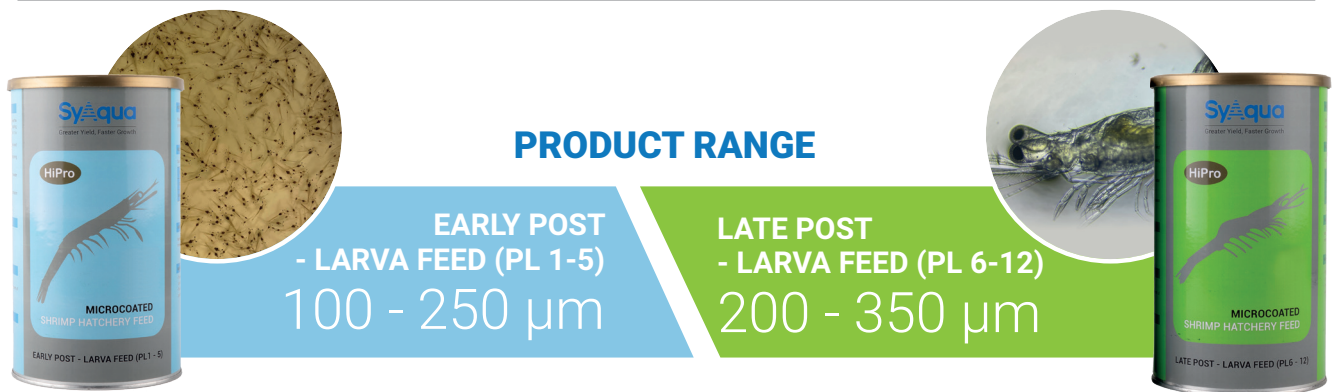 PRODUCT RANGE
SyAqua
Greater Yield, Faster Growth
HiPro
MICROCOATED
SHRIMP HATCHERY FEED
EARLY POST - LARVA FEED (PL1 - 5)
EARLY POST
- LARVA FEED (PL 1-5)
100 - 250 µm
LATE POST
- LARVA FEED (PL 6-12)
200 - 350 µm
SyAqua
Greater Yield, Faster Growth
HiPro
MICROCOATED
SHRIMP HATCHERY FEED
LATE POST - LARVA FEED (PL6 - 12)